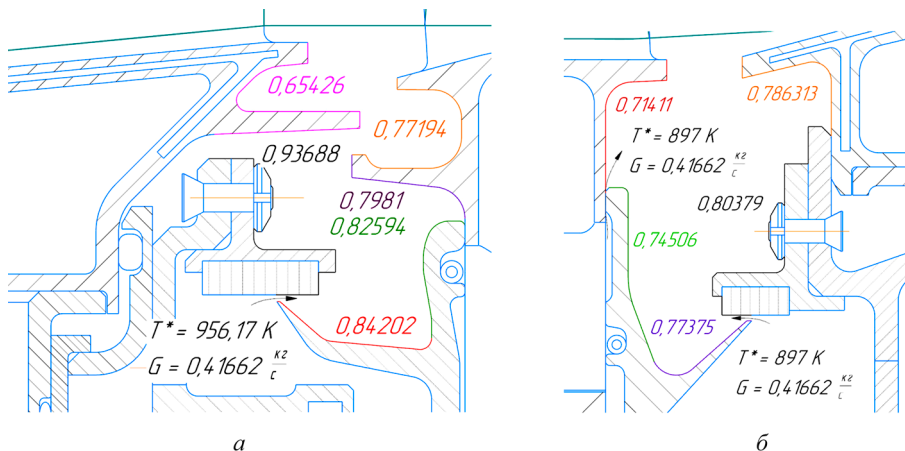 0,65426
0,77194
0,93688
0,7981
0,82594
0,84202
T* = 956,17 K
G = 0,41662 кг/с
а
0,71411
0,786313
T* = 897 K
G = 0,41662 кг/с
0,80379
0,74506
0,77375
T* = 897 K
G = 0,41662 кг/с
б